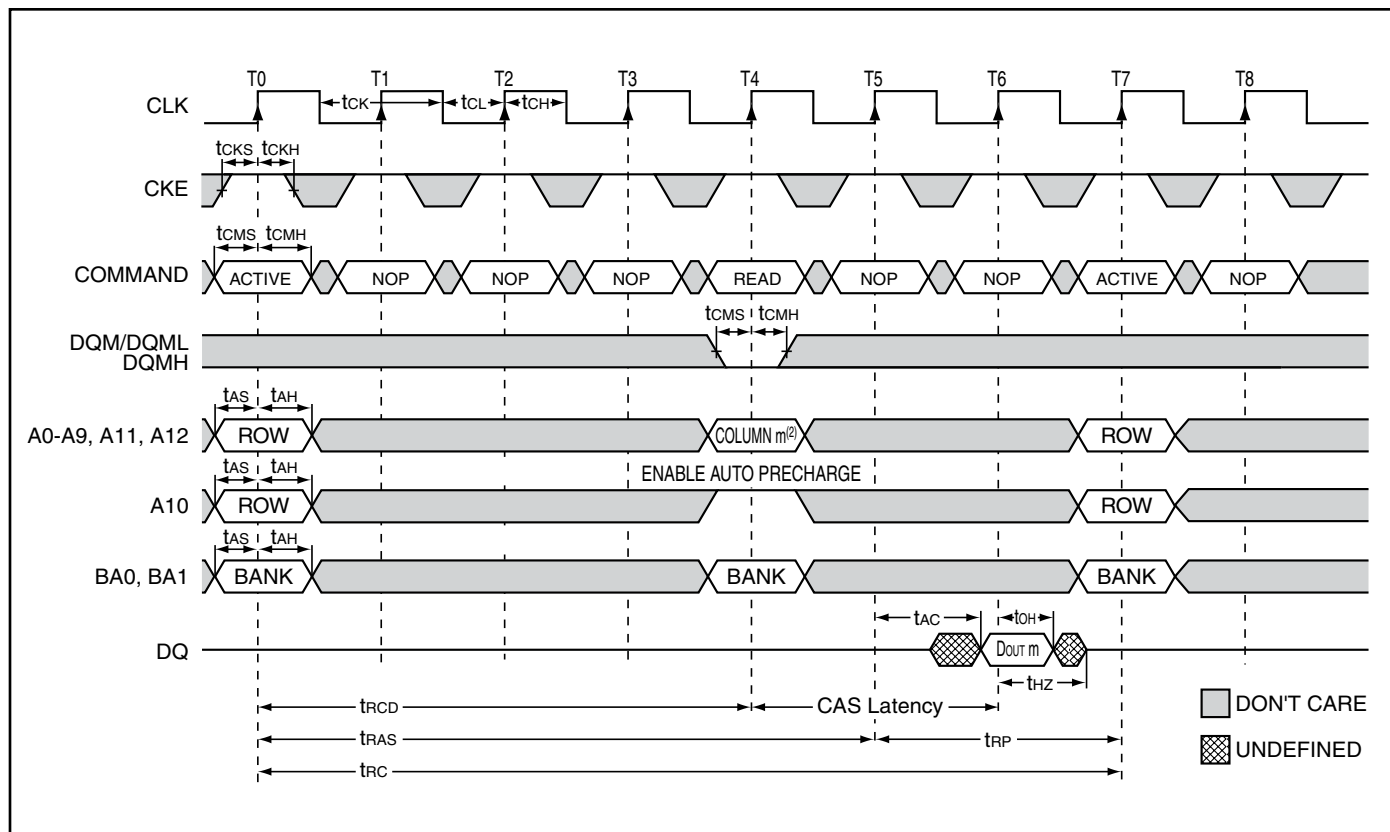 T0 T1 T2 T3 T4 T5 T6 T7 T8
CLK tCK tCL tCH
tCKS tCKH
CKE
tCMS tCMH
COMMAND ACTIVE NOP NOP NOP READ NOP NOP ACTIVE NOP
tCMS tCMH
DQM/DQML
DQMH
tAS tAH
A0-A9, A11, A12 ROW COLUMN m(2) ROW
tAS tAH ENABLE AUTO PRECHARGE
A10 ROW ROW
tAS tAH
BA0, BA1 BANK BANK BANK
tAC tOH
DQ DOUT m
tHZ
tRCD CAS Latency
DON'T CARE
tRAS tRP
UNDEFINED
tRC